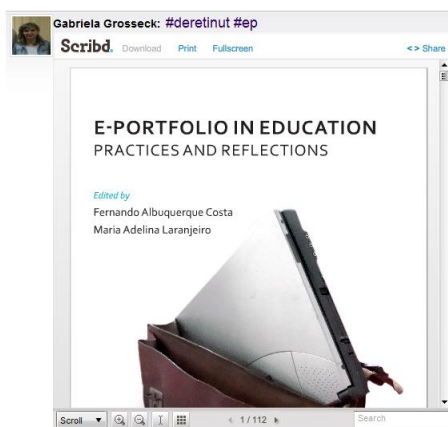 Gabriela Grosseck: #deretinut #ep
Scribd. Download Print Fullscreen <> Share
E-PORTFOLIO IN EDUCATION
PRACTICES AND REFLECTIONS
Edited by
Fernando Albuquerque Costa
Maria Adelina Laranjeiro
Scroll 1 / 112 Search